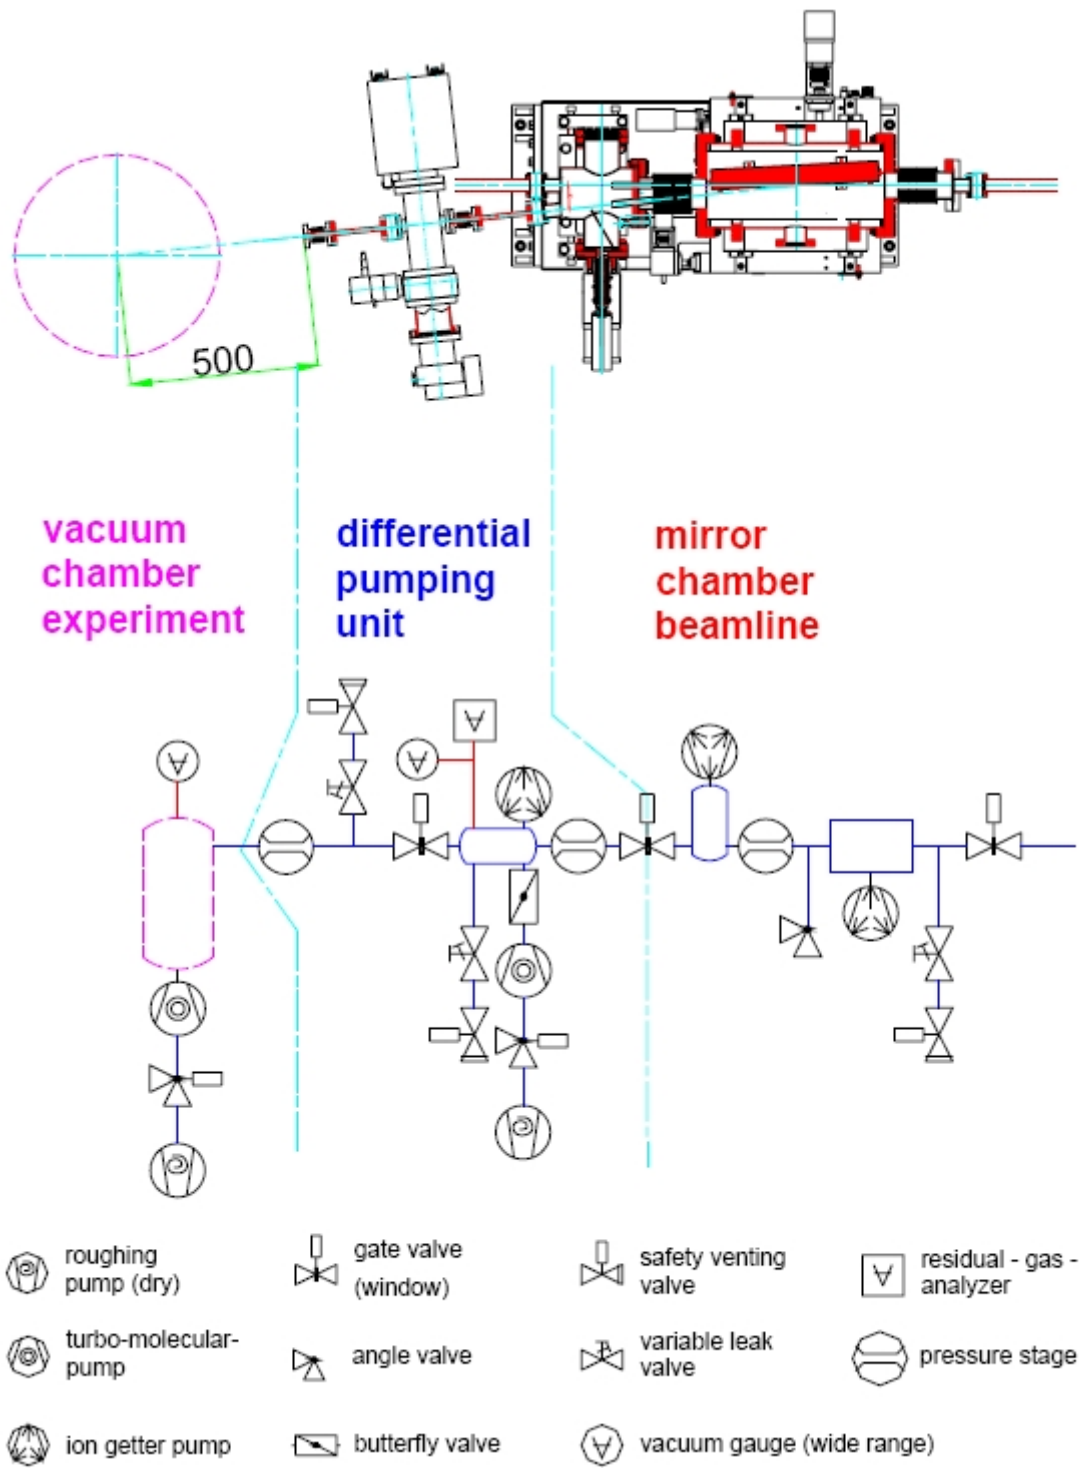 500
vacuum
chamber
experiment
differential
pumping
unit
mirror
chamber
beamline
roughing
pump (dry)
gate valve
(window)
safety venting
valve
residual - gas -
analyzer
turbo-molecular-
pump
angle valve
variable leak
valve
pressure stage
ion getter pump
butterfly valve
vacuum gauge (wide range)